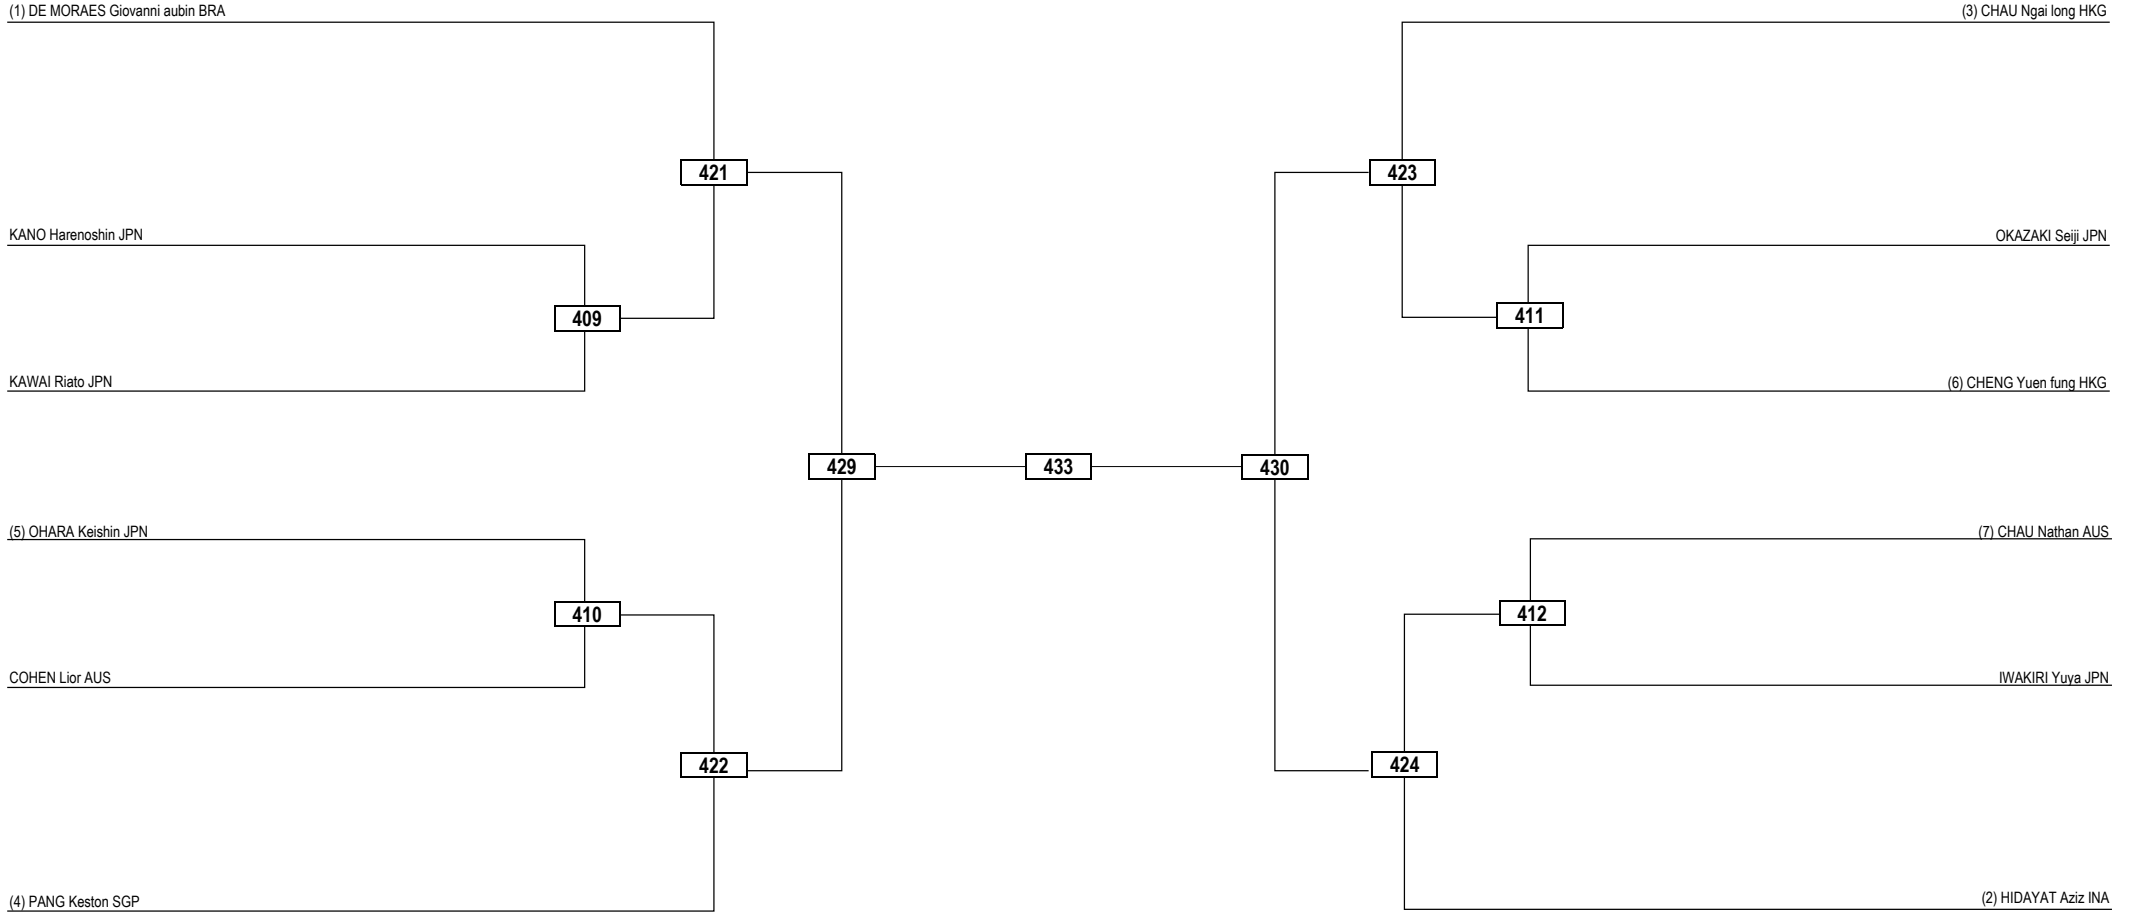 (1) DE MORAES Giovanni aubin BRA
(3) CHAU Ngai long HKG
421
423
KANO Harenoshin JPN
OKAZAKI Seiji JPN
409
411
KAWAI Riato JPN
(6) CHENG Yuen fung HKG
429
433
430
(5) OHARA Keishin JPN
(7) CHAU Nathan AUS
410
412
COHEN Lior AUS
IWAKIRI Yuya JPN
422
424
(4) PANG Keston SGP
(2) HIDAYAT Aziz INA